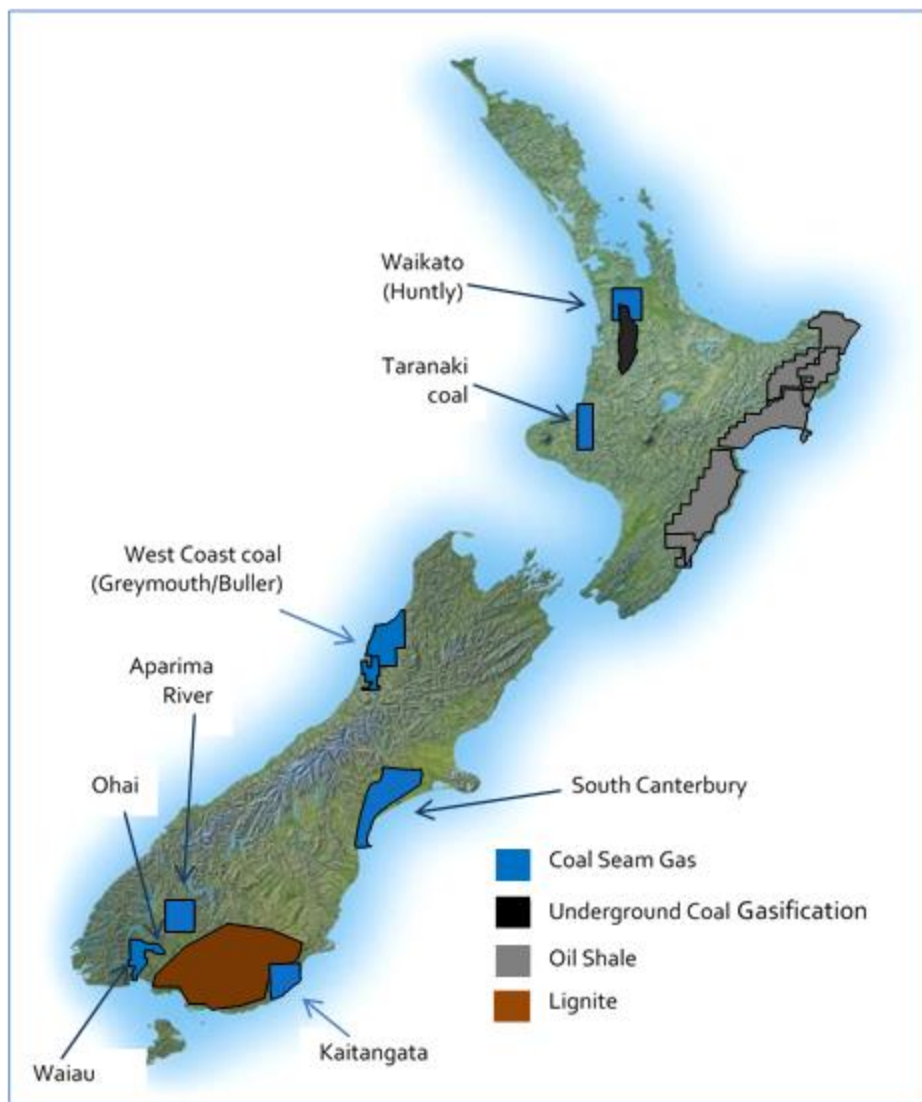 Waikato
(Huntly)
Taranaki
coal
West Coast coal
(Greymouth/Buller)
Aparima
River
Ohai
South Canterbury
Coal Seam Gas
Underground Coal Gasification
Oil Shale
Lignite
Kaitangata
Waiau